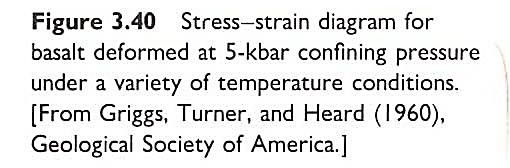 Figure 3.40 Stress–strain diagram for
basalt deformed at 5-kbar confining pressure
under a variety of temperature conditions.
[From Griggs, Turner, and Heard (1960),
Geological Society of America.]